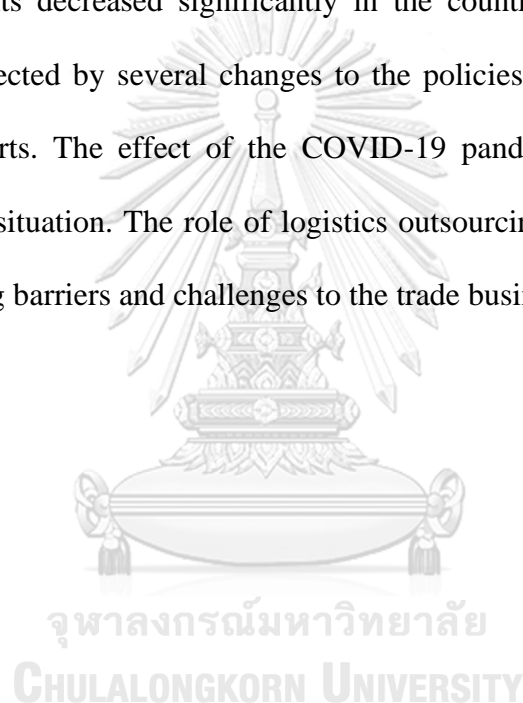 ts decreased significantly in the countri
ected by several changes to the policies
rts. The effect of the COVID-19 pand
situation. The role of logistics outsourcin
g barriers and challenges to the trade busi
จุฬาลงกรณ์มหาวิทยาลัย
CHULALONGKORN UNIVERSITY